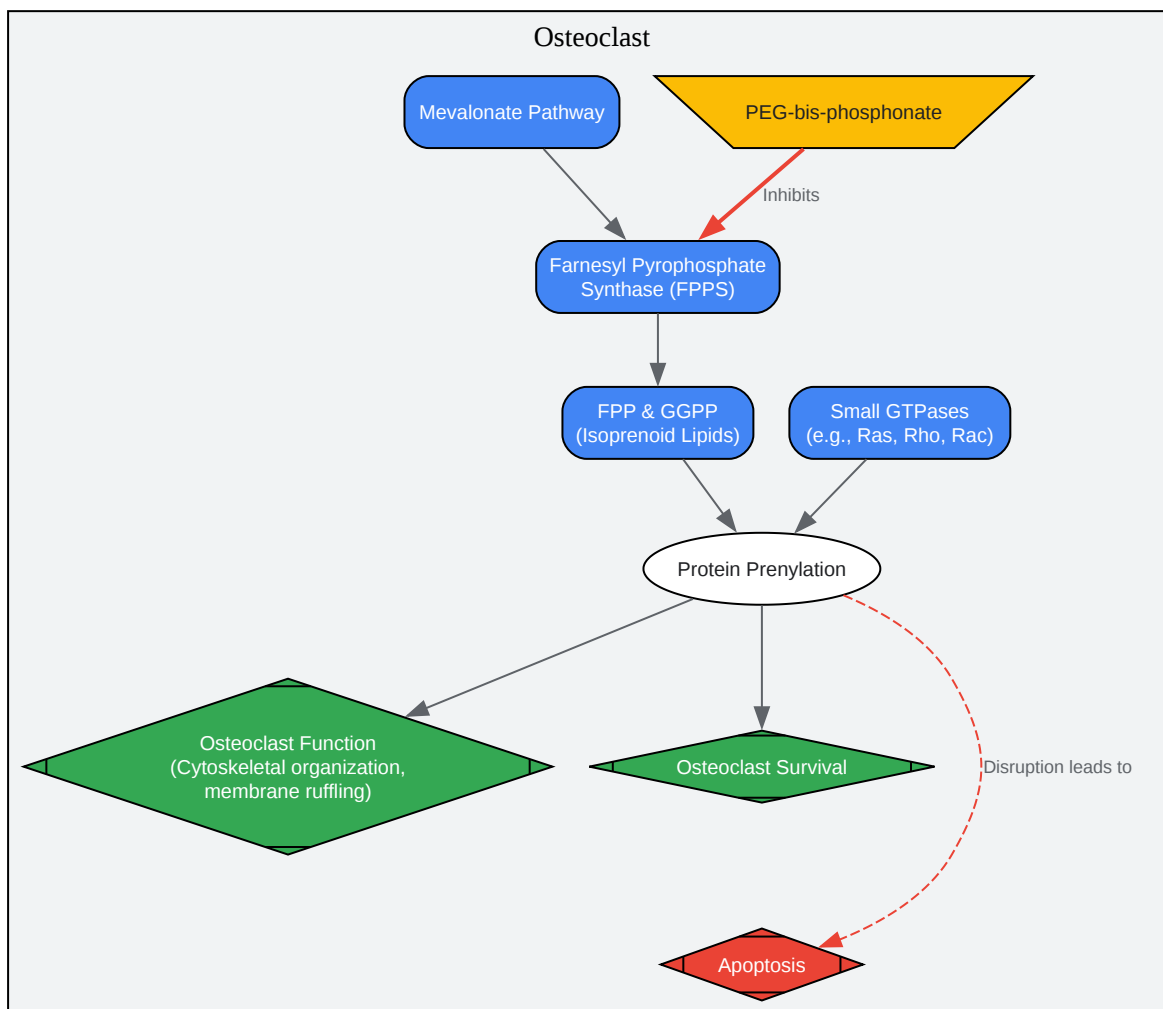 Osteoclast
Mevalonate Pathway
PEG-bis-phosphonate
Inhibits
Farnesyl Pyrophosphate
Synthase (FPPS)
FPP & GGPP
(Isoprenoid Lipids)
Small GTPases
(e.g., Ras, Rho, Rac)
Protein Prenylation
Osteoclast Function
(Cytoskeletal organization,
membrane ruffling)
Osteoclast Survival
Disruption leads to
Apoptosis